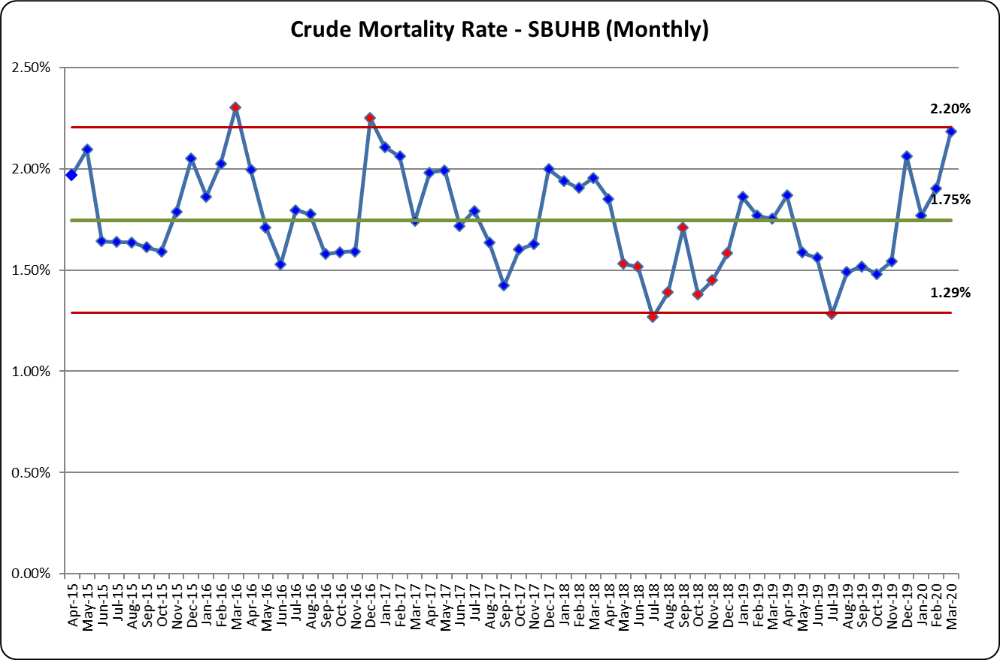 Crude Mortality Rate - SBUHB (Monthly)
2.50%
2.20%
2.00%
1.75%
1.50%
1.29%
1.00%
0.50%
0.00%
Apr-15
May-15
Jun-15
Jul-15
Aug-15
Sep-15
Oct-15
Nov-15
Dec-15
Jan-16
Feb-16
Mar-16
Apr-16
May-16
Jun-16
Jul-16
Aug-16
Sep-16
Oct-16
Nov-16
Dec-16
Jan-17
Feb-17
Mar-17
Apr-17
May-17
Jun-17
Jul-17
Aug-17
Sep-17
Oct-17
Nov-17
Dec-17
Jan-18
Feb-18
Mar-18
Apr-18
May-18
Jun-18
Jul-18
Aug-18
Sep-18
Oct-18
Nov-18
Dec-18
Jan-19
Feb-19
Mar-19
Apr-19
May-19
Jun-19
Jul-19
Aug-19
Sep-19
Oct-19
Nov-19
Dec-19
Jan-20
Feb-20
Mar-20